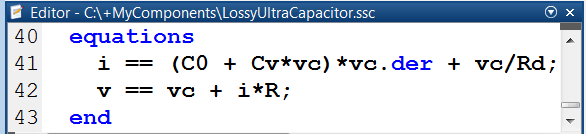 Editor - C:\+MyComponents\LossyUltraCapacitor.ssc
40 equations
41 i == (C0 + Cv*vc)*vc.der + vc/Rd;
42 v == vc + i*R;
43 end